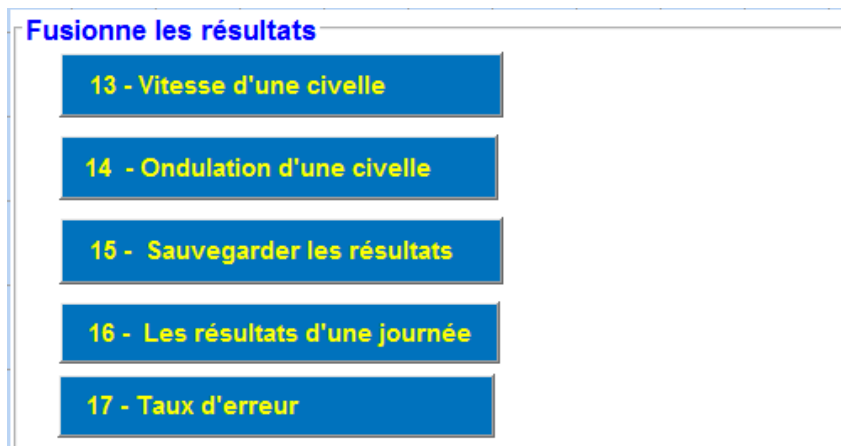 Fusionne les résultats
13 - Vitesse d'une civelle
14 - Ondulation d'une civelle
15 - Sauvegarder les résultats
16 - Les résultats d'une journée
17 - Taux d'erreur